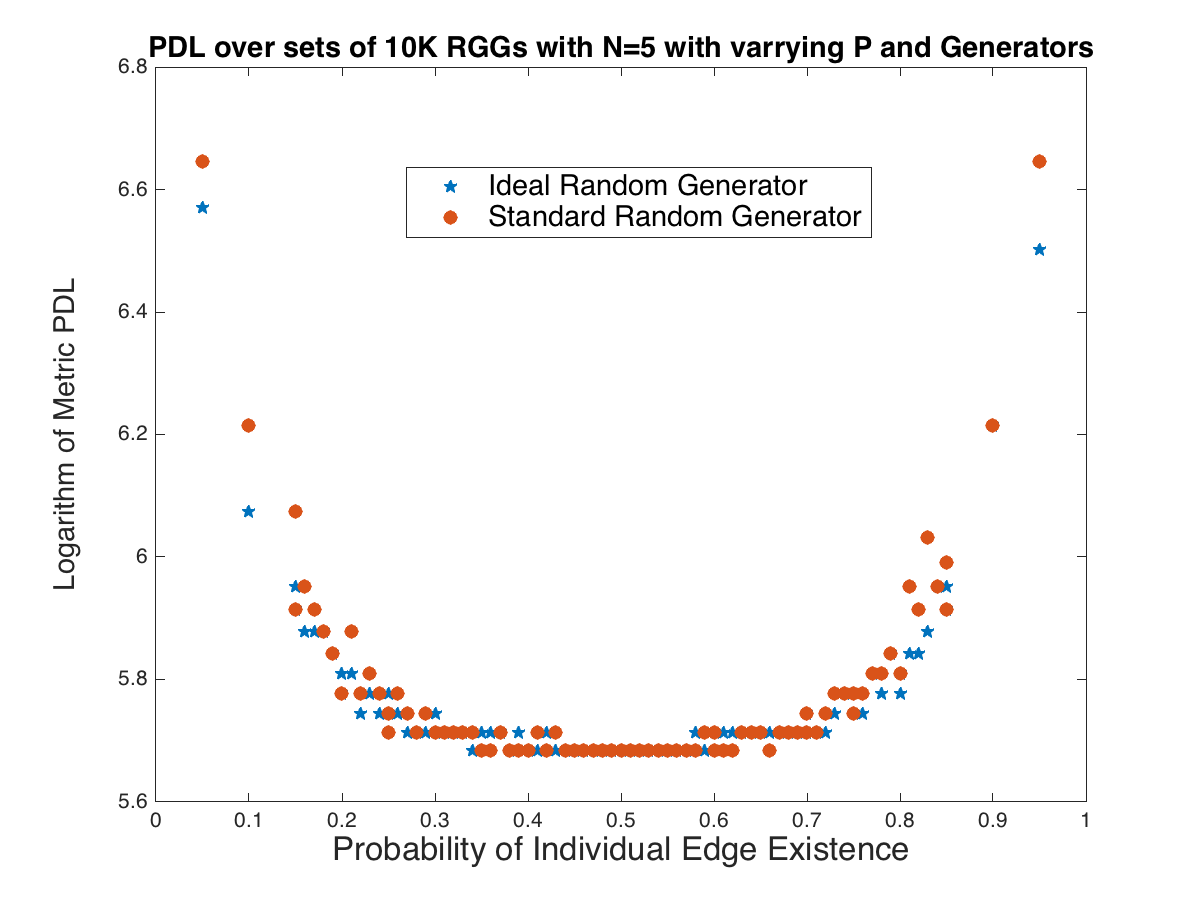 PDL over sets of 10K RGGs with N=5 with varrying P and Generators
6.8
6.6
6.4
6.2
6
5.8
5.6
Logarithm of Metric PDL
Ideal Random Generator
Standard Random Generator
0 0.1 0.2 0.3 0.4 0.5 0.6 0.7 0.8 0.9 1
Probability of Individual Edge Existence